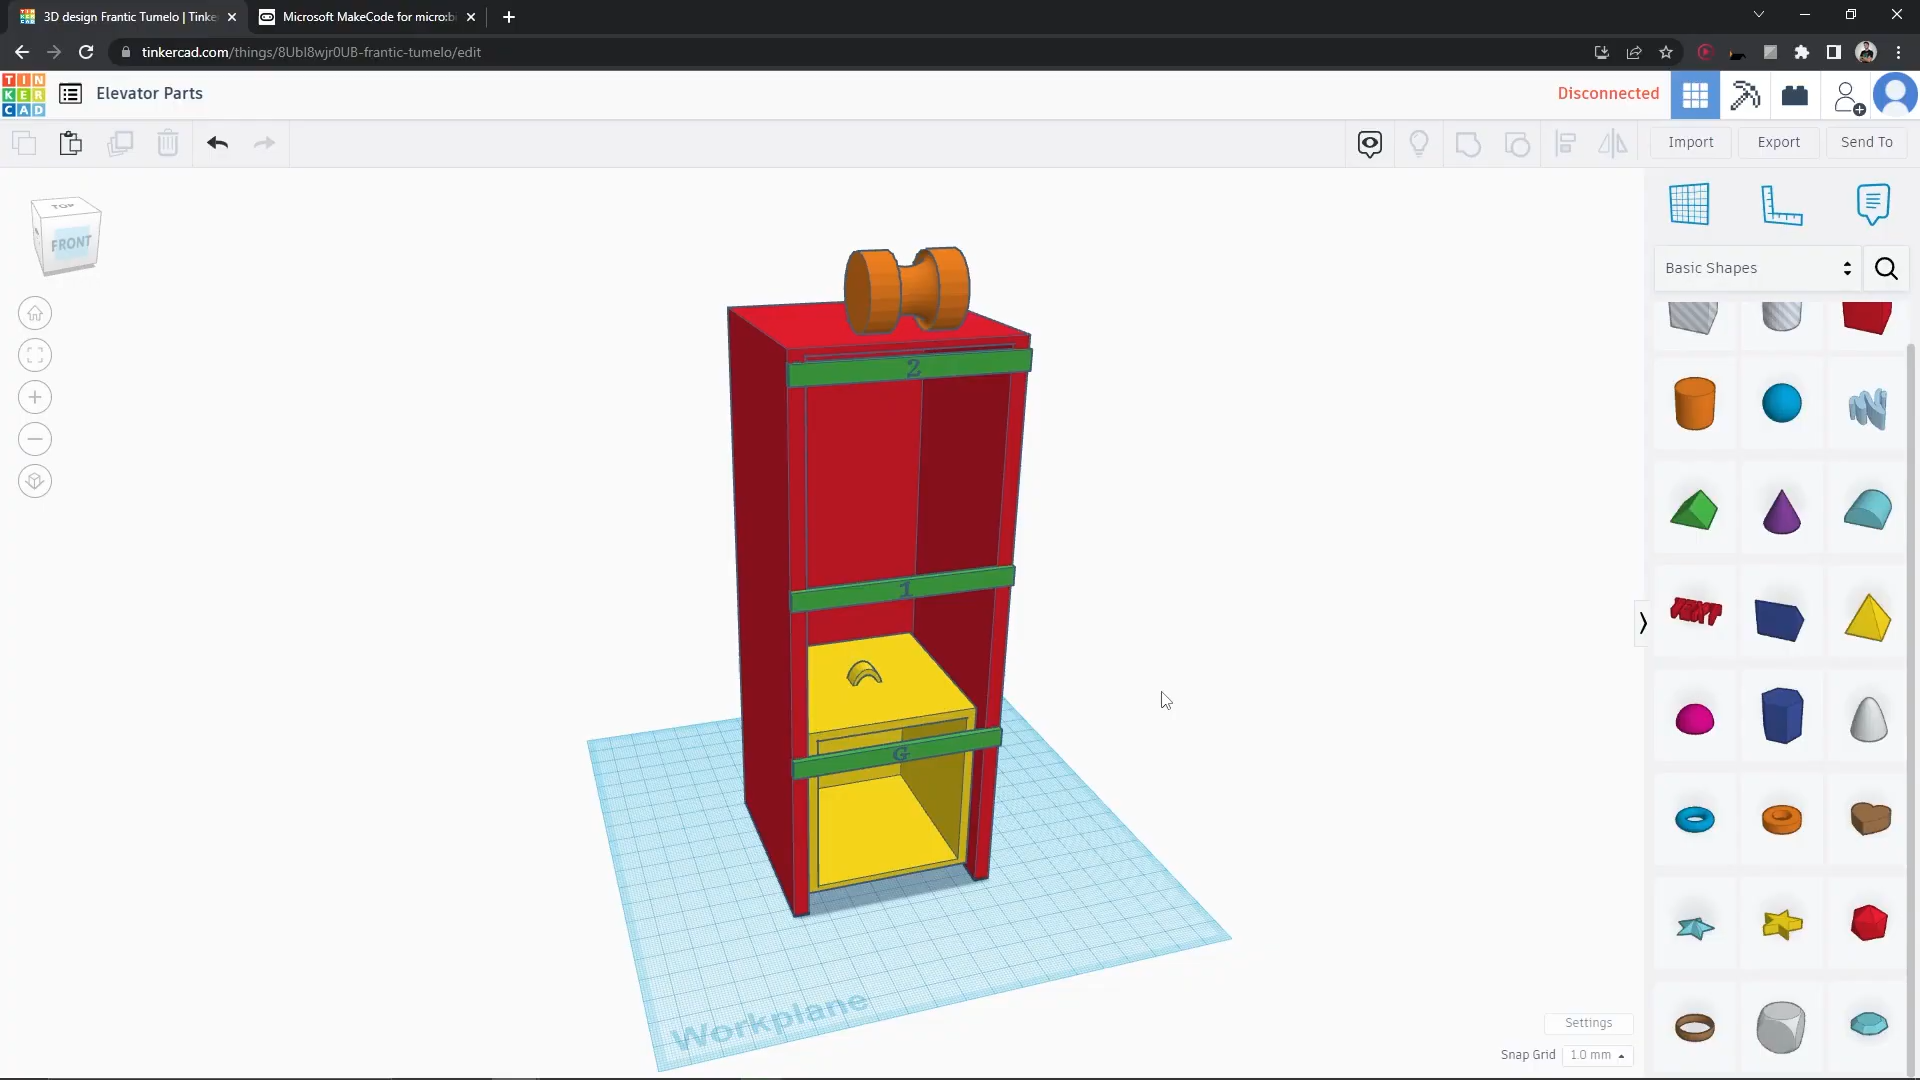 3D design Frantic Tumelo | Tinke
Microsoft MakeCode for micro:b
tinkercad.com/things/8Ubl8wjr0UB-frantic-tumelo/edit
TIN
KER
CAD
Elevator Parts
Disconnected
Import
Export
Send To
TOP
FRONT
Basic Shapes
2
1
G
TEXT
Workplane
Settings
Snap Grid
1.0 mm